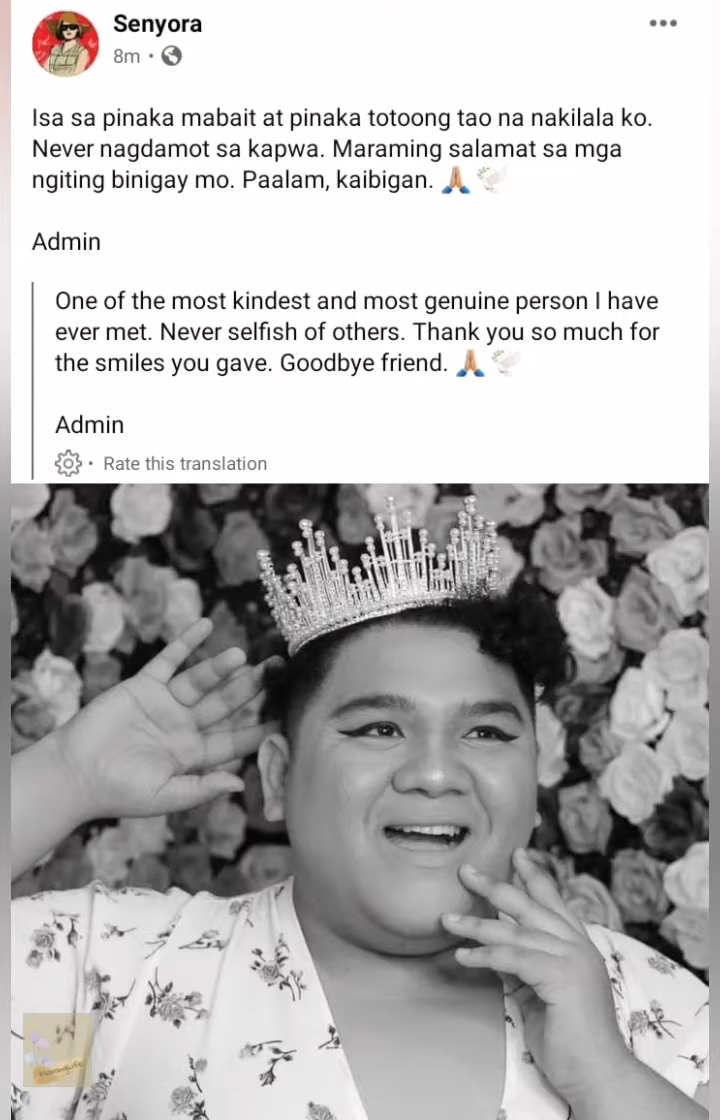 Senyora
8m
Isa sa pinaka mabait at pinaka totoong tao na nakilala ko.
Never nagdamot sa kapwa. Maraming salamat sa mga
ngiting binigay mo. Paalam, kaibigan. 🙏🏽 🕊️
Admin
One of the most kindest and most genuine person I have
ever met. Never selfish of others. Thank you so much for
the smiles you gave. Goodbye friend. 🙏🏽 🕊️
Admin
Rate this translation